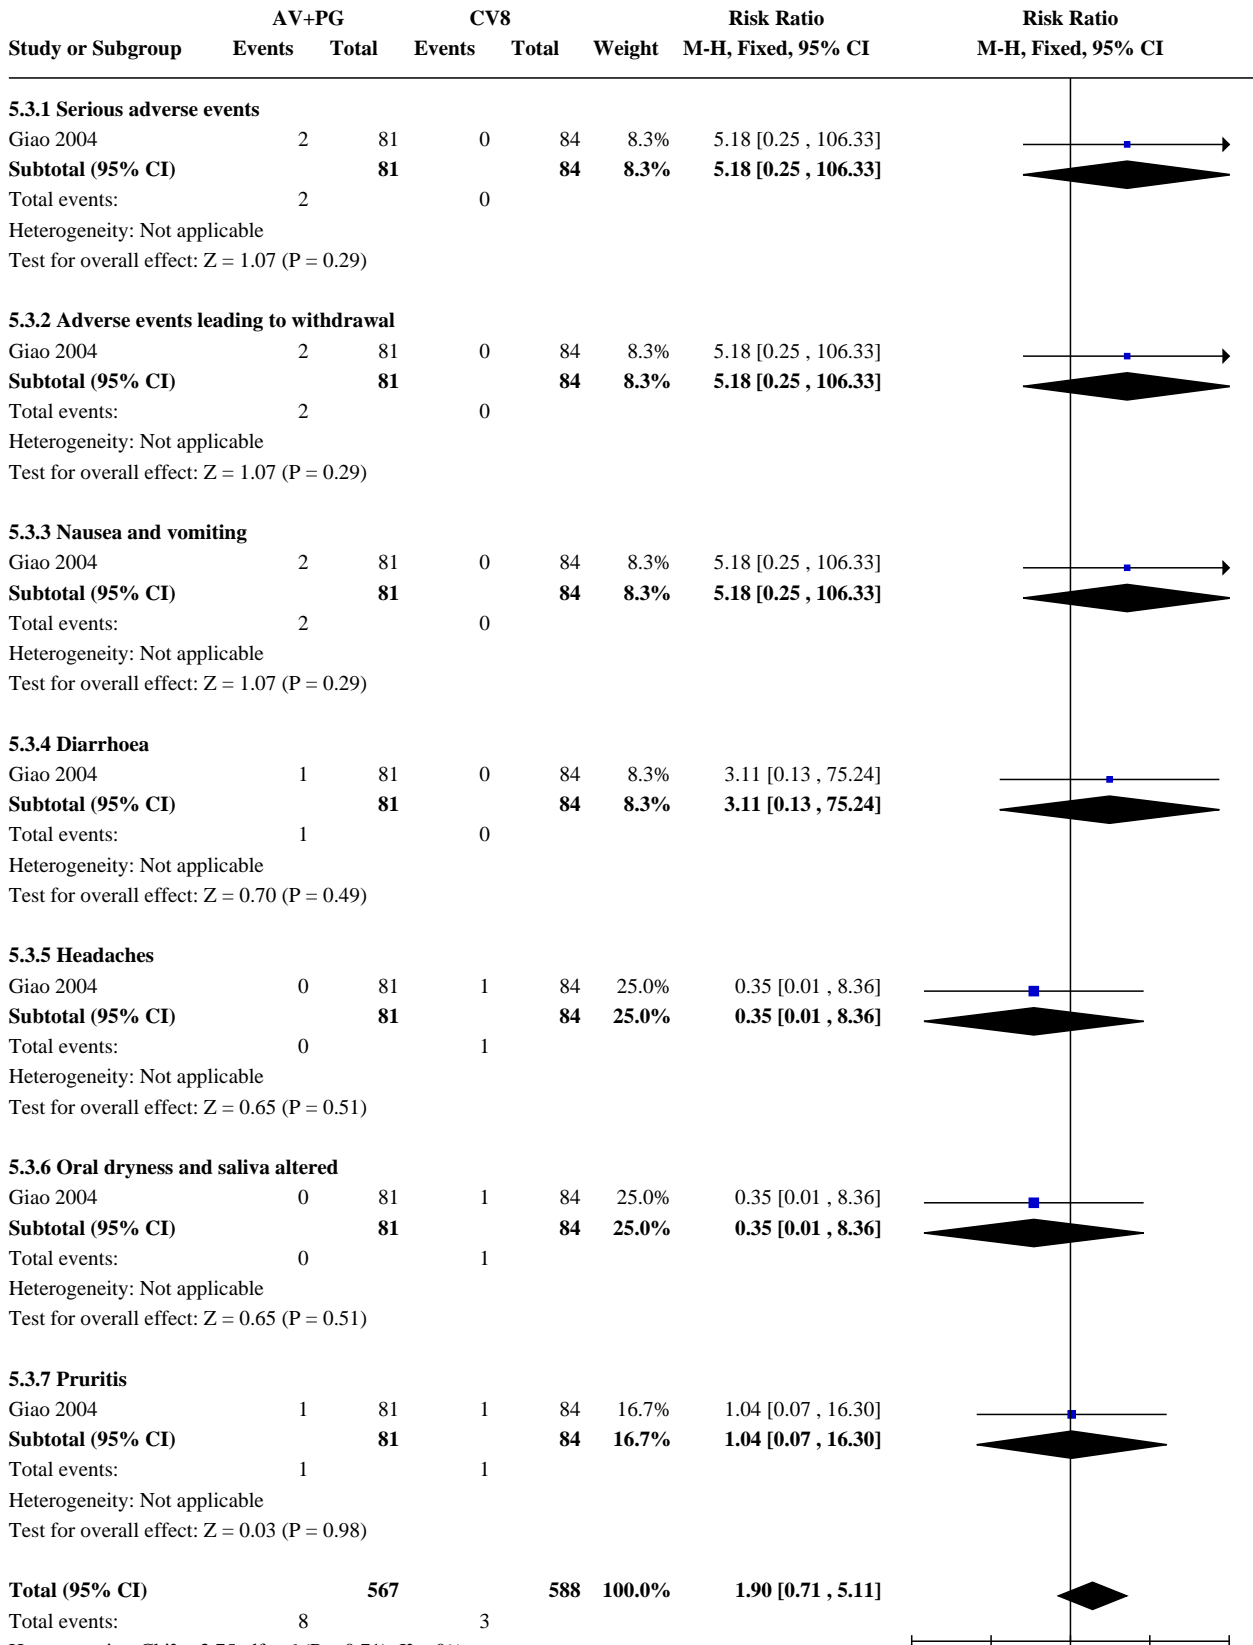 AV+PG CV8 Risk Ratio Risk Ratio
Study or Subgroup Events Total Events Total Weight M-H, Fixed, 95% CI M-H, Fixed, 95% CI
5.3.1 Serious adverse events
Giao 2004 2 81 0 84 8.3% 5.18 [0.25 , 106.33]
Subtotal (95% CI) 81 84 8.3% 5.18 [0.25 , 106.33]
Total events: 2 0
Heterogeneity: Not applicable
Test for overall effect: Z = 1.07 (P = 0.29)
5.3.2 Adverse events leading to withdrawal
Giao 2004 2 81 0 84 8.3% 5.18 [0.25 , 106.33]
Subtotal (95% CI) 81 84 8.3% 5.18 [0.25 , 106.33]
Total events: 2 0
Heterogeneity: Not applicable
Test for overall effect: Z = 1.07 (P = 0.29)
5.3.3 Nausea and vomiting
Giao 2004 2 81 0 84 8.3% 5.18 [0.25 , 106.33]
Subtotal (95% CI) 81 84 8.3% 5.18 [0.25 , 106.33]
Total events: 2 0
Heterogeneity: Not applicable
Test for overall effect: Z = 1.07 (P = 0.29)
5.3.4 Diarrhoea
Giao 2004 1 81 0 84 8.3% 3.11 [0.13 , 75.24]
Subtotal (95% CI) 81 84 8.3% 3.11 [0.13 , 75.24]
Total events: 1 0
Heterogeneity: Not applicable
Test for overall effect: Z = 0.70 (P = 0.49)
5.3.5 Headaches
Giao 2004 0 81 1 84 25.0% 0.35 [0.01 , 8.36]
Subtotal (95% CI) 81 84 25.0% 0.35 [0.01 , 8.36]
Total events: 0 1
Heterogeneity: Not applicable
Test for overall effect: Z = 0.65 (P = 0.51)
5.3.6 Oral dryness and saliva altered
Giao 2004 0 81 1 84 25.0% 0.35 [0.01 , 8.36]
Subtotal (95% CI) 81 84 25.0% 0.35 [0.01 , 8.36]
Total events: 0 1
Heterogeneity: Not applicable
Test for overall effect: Z = 0.65 (P = 0.51)
5.3.7 Pruritis
Giao 2004 1 81 1 84 16.7% 1.04 [0.07 , 16.30]
Subtotal (95% CI) 81 84 16.7% 1.04 [0.07 , 16.30]
Total events: 1 1
Heterogeneity: Not applicable
Test for overall effect: Z = 0.03 (P = 0.98)
Total (95% CI) 567 588 100.0% 1.90 [0.71 , 5.11]
Total events: 8 3